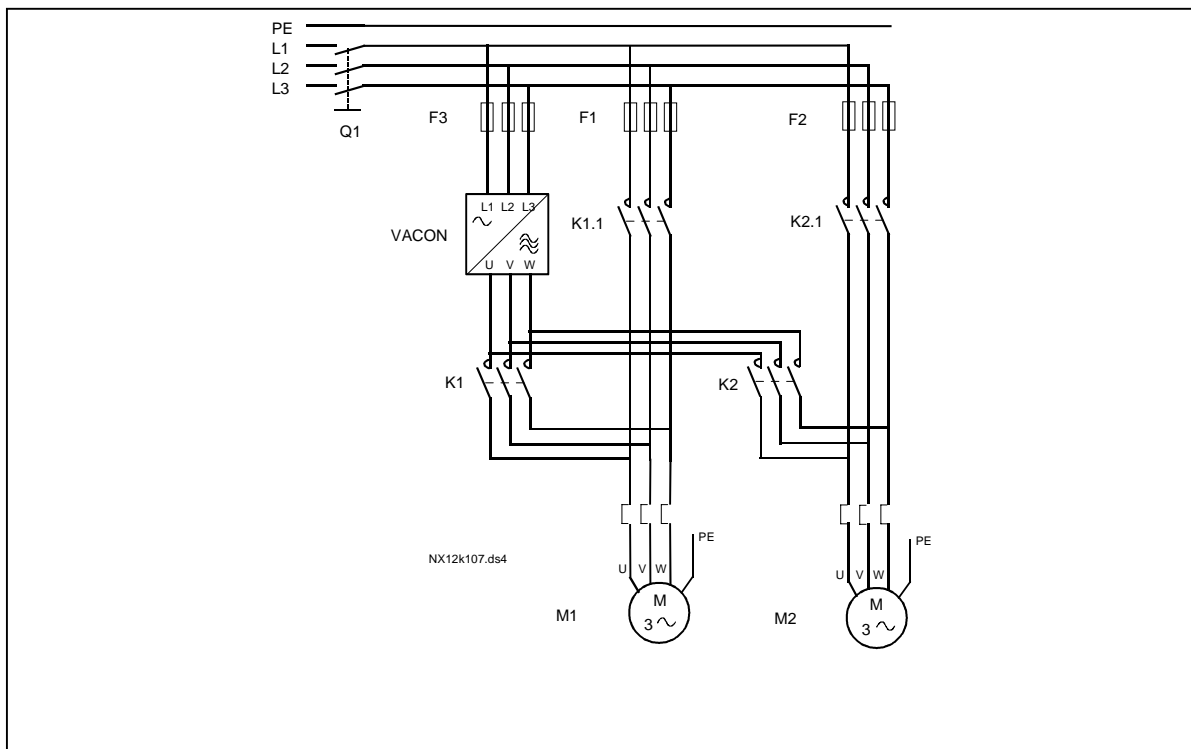 PE
L1
L2
L3
Q1
F3
F1
F2
L1 L2 L3
VACON
U V W
K1.1
K2.1
K1
K2
NX12k107.ds4
PE
PE
U V W
U V W
M1
M
3
M2
M
3